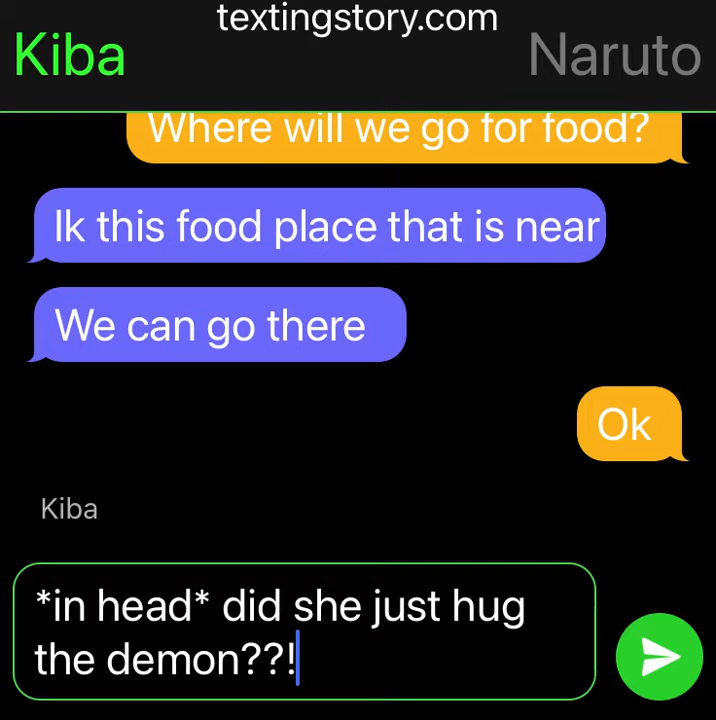 textingstory.com
Kiba
Naruto
Where will we go for food?
Ik this food place that is near
We can go there
Ok
Kiba
*in head* did she just hug
the demon??!